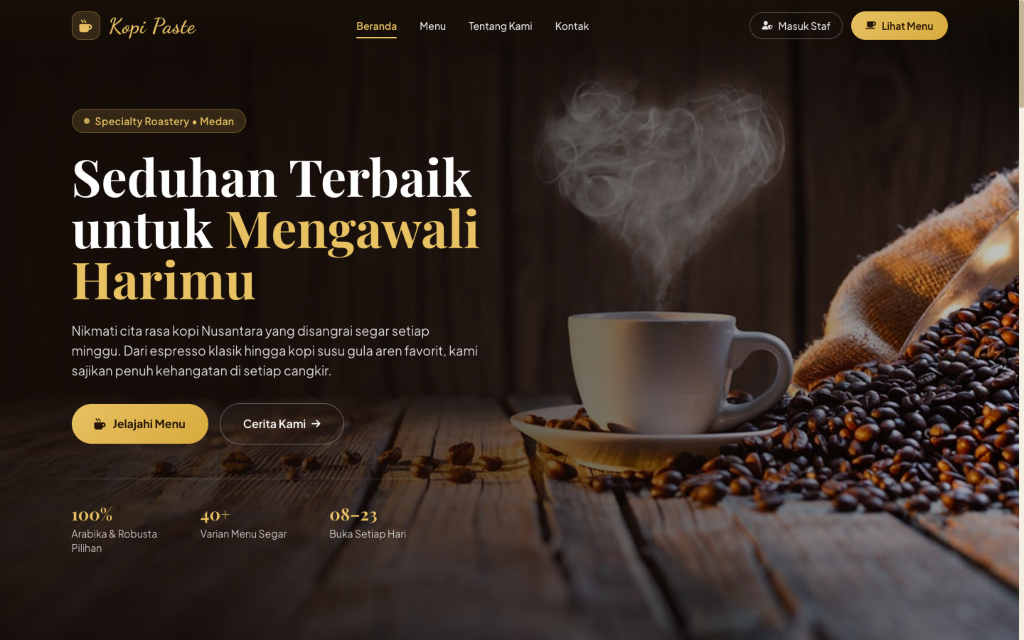 Kopi Paste
Beranda
Menu
Tentang Kami
Kontak
Masuk Staf
Lihat Menu
Specialty Roastery • Medan
Seduhan Terbaik
untuk Mengawali
Harimu
Nikmati cita rasa kopi Nusantara yang disangrai segar setiap
minggu. Dari espresso klasik hingga kopi susu gula aren favorit, kami
sajikan penuh kehangatan di setiap cangkir.
Jelajahi Menu
Cerita Kami →
100%
Arabika & Robusta
Pilihan
40+
Varian Menu Segar
08–23
Buka Setiap Hari